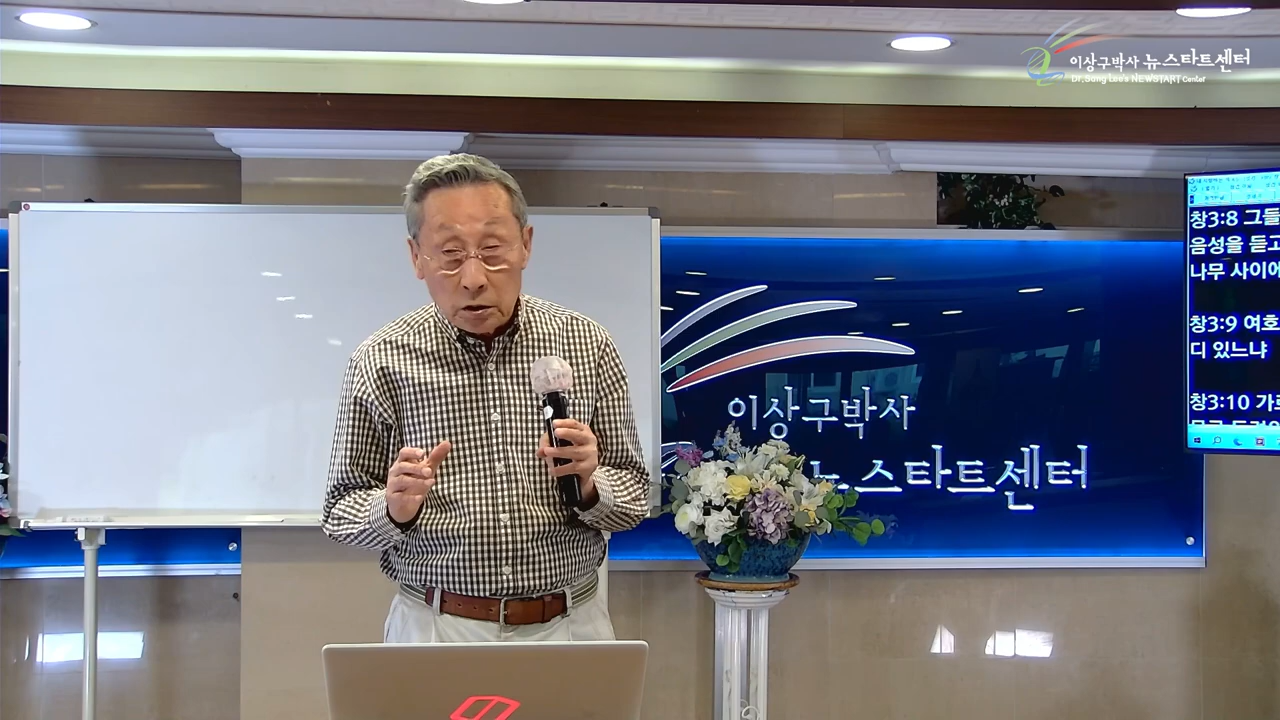 이상구박사 뉴스타트센터
Dr. Sang Lee's NEWSTART Center
창3:8 그들
음성을 듣고
나무 사이에
창3:9 여호
디 있느냐
창3:10 가로
이상구박사
뉴스타트센터